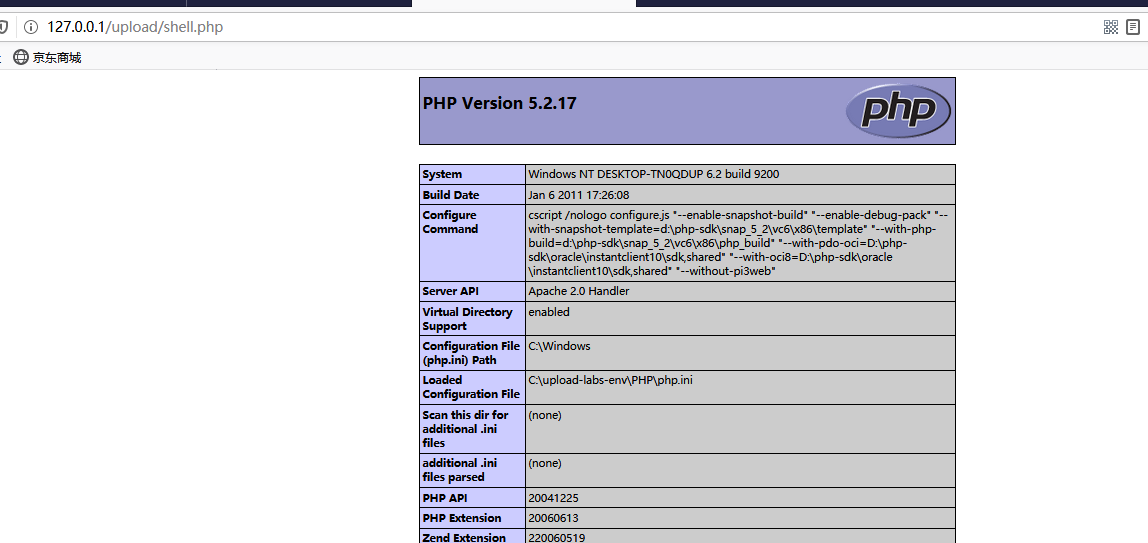 127.0.0.1/upload/shell.php
京东商城
PHP Version 5.2.17
php
System Windows NT DESKTOP-TN0QDUP 6.2 build 9200
Build Date Jan 6 2011 17:26:08
Configure Command cscript /nologo configure.js "--enable-snapshot-build" "--enable-debug-pack" "--
with-snapshot-template=d:\php-sdk\snap_5_2\vc6\x86\template" "--with-php-
build=d:\php-sdk\snap_5_2\vc6\x86\php_build" "--with-pdo-oci=D:\php-
sdk\oracle\instantclient10\sdk,shared" "--with-oci8=D:\php-sdk\oracle
\instantclient10\sdk,shared" "--without-pi3web"
Server API Apache 2.0 Handler
Virtual Directory
Support enabled
Configuration File
(php.ini) Path C:\Windows
Loaded
Configuration File C:\upload-labs-env\PHP\php.ini
Scan this dir for
additional .ini
files (none)
additional .ini
files parsed (none)
PHP API 20041225
PHP Extension 20060613
Zend Extension 220060519